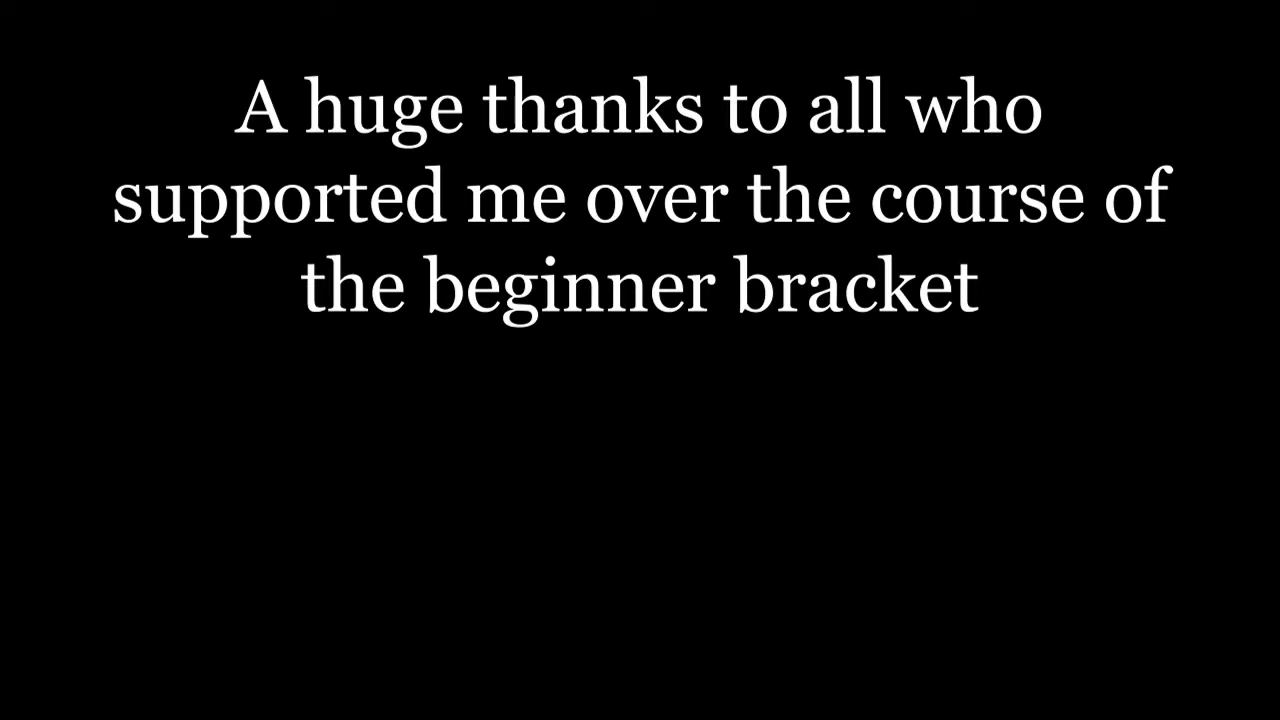 A huge thanks to all who
supported me over the course of
the beginner bracket